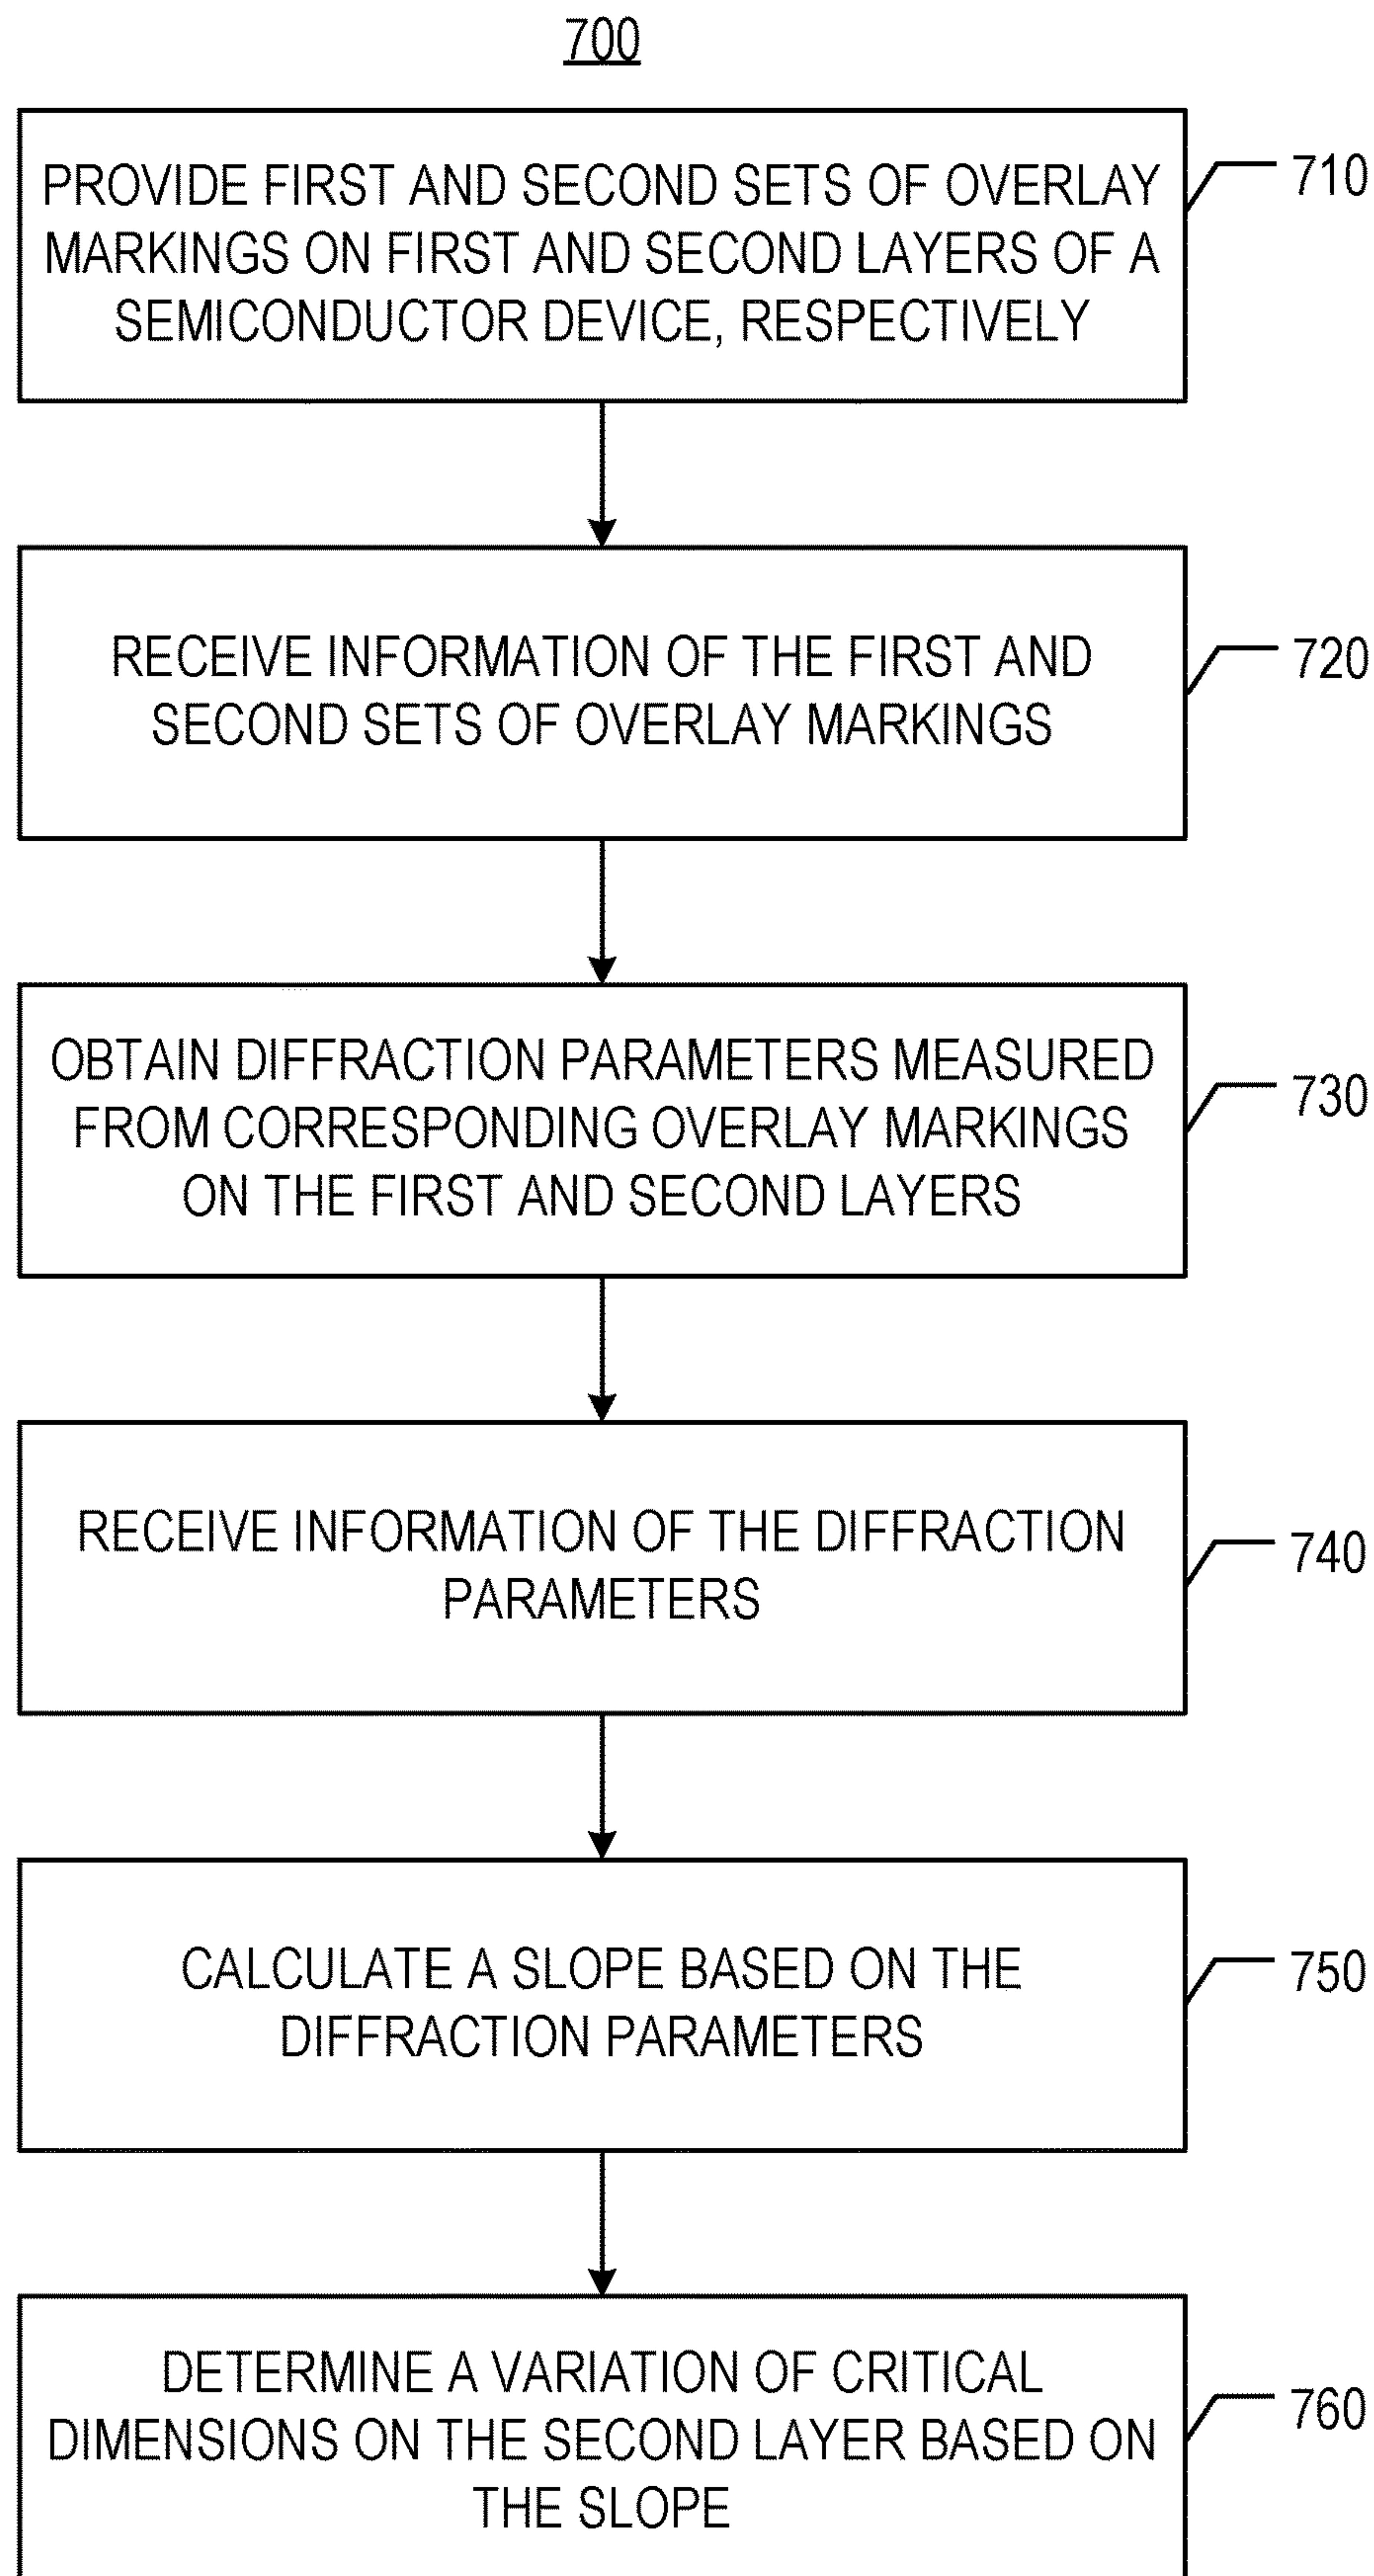 700
PROVIDE FIRST AND SECOND SETS OF OVERLAY
MARKINGS ON FIRST AND SECOND LAYERS OF A
SEMICONDUCTOR DEVICE, RESPECTIVELY
710
RECEIVE INFORMATION OF THE FIRST AND
SECOND SETS OF OVERLAY MARKINGS
720
OBTAIN DIFFRACTION PARAMETERS MEASURED
FROM CORRESPONDING OVERLAY MARKINGS
ON THE FIRST AND SECOND LAYERS
730
RECEIVE INFORMATION OF THE DIFFRACTION
PARAMETERS
740
CALCULATE A SLOPE BASED ON THE
DIFFRACTION PARAMETERS
750
DETERMINE A VARIATION OF CRITICAL
DIMENSIONS ON THE SECOND LAYER BASED ON
THE SLOPE
760